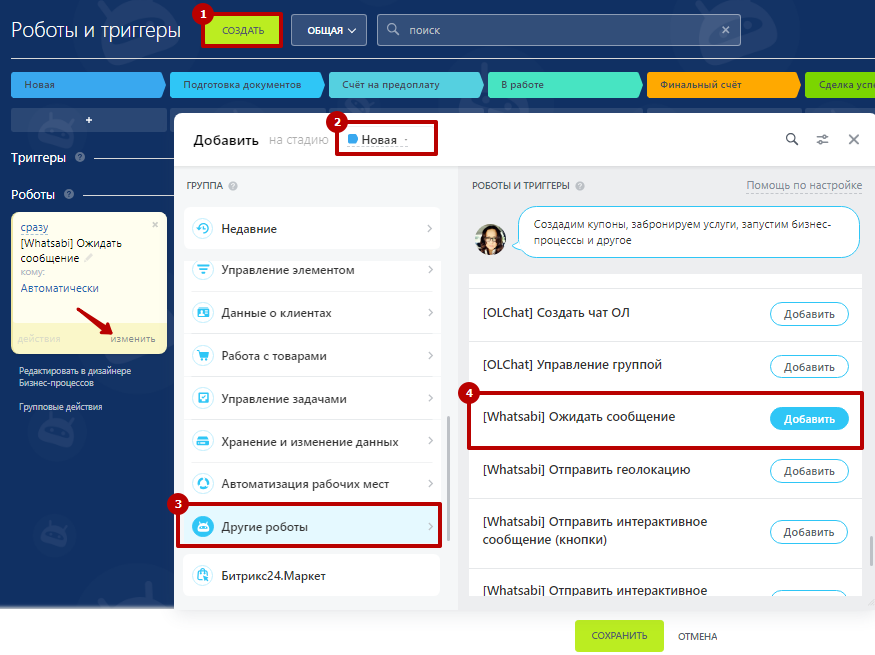 Роботы и триггеры
1
СОЗДАТЬ
ОБЩАЯ
поиск
Новая
Подготовка документов
Счёт на предоплату
В работе
Финальный счёт
Сделка усп
+
Триггеры ?
Роботы ?
сразу
[Whatsabi] Ожидать
сообщение
кому:
Автоматически
действия
изменить
Редактировать в дизайнере
Бизнес-процессов
Групповые действия
Добавить на стадию
2
Новая
ГРУППА ?
Недавние
Управление элементом
Данные о клиентах
Работа с товарами
Управление задачами
Хранение и изменение данных
Автоматизация рабочих мест
3
Другие роботы
Битрикс24.Маркет
РОБОТЫ И ТРИГГЕРЫ ?
Помощь по настройке
Создадим купоны, забронируем услуги, запустим бизнес-
процессы и другое
[OLChat] Создать чат ОЛ
Добавить
[OLChat] Управление группой
Добавить
4
[Whatsabi] Ожидать сообщение
Добавить
[Whatsabi] Отправить геолокацию
Добавить
[Whatsabi] Отправить интерактивное
сообщение (кнопки)
Добавить
[Whatsabi] Отправить интерактивное
СОХРАНИТЬ
ОТМЕНА